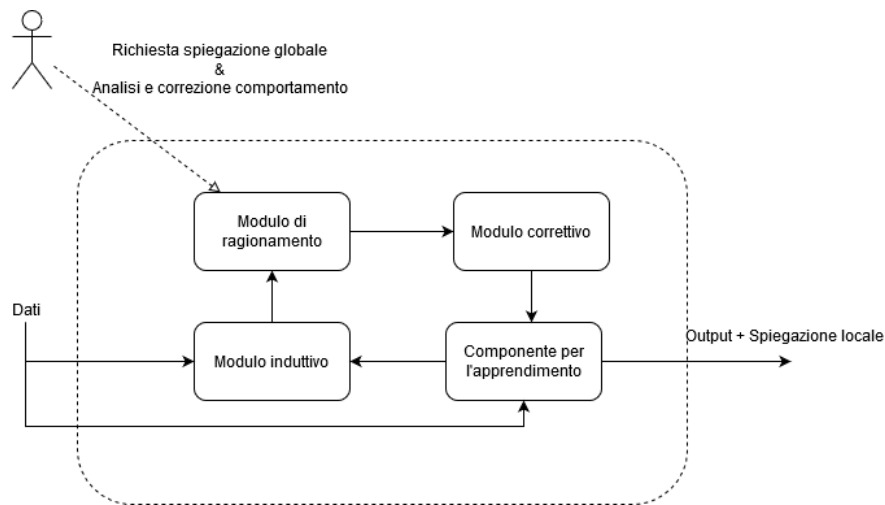 Richiesta spiegazione globale
&
Analisi e correzione comportamento
Modulo di
ragionamento
Modulo correttivo
Dati
Modulo induttivo
Componente per
l'apprendimento
Output + Spiegazione locale